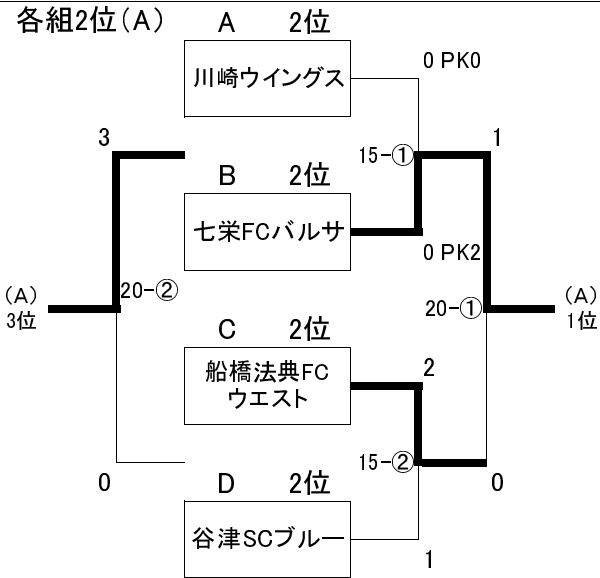 各組2位(A)
A 2位
川崎ウイングス
0 PK0
3
15-①
1
B 2位
七栄FCバルサ
0 PK2
(A)
3位
20-②
20-①
(A)
1位
C 2位
船橋法典FC
ウエスト
2
15-②
0
D 2位
0
谷津SCブルー
1